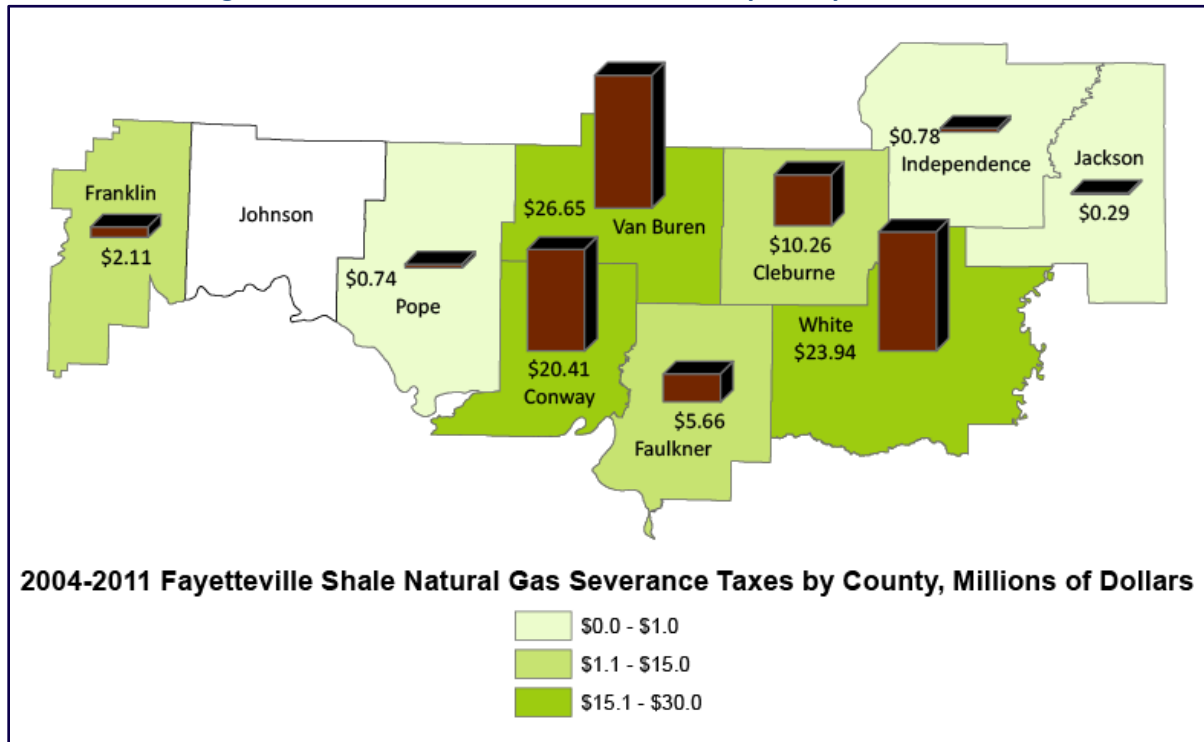 Franklin
$2.11
Johnson
$0.74
Pope
$26.65
Van Buren
$20.41
Conway
$5.66
Faulkner
$10.26
Cleburne
White
$23.94
$0.78
Independence
Jackson
$0.29
2004-2011 Fayetteville Shale Natural Gas Severance Taxes by County, Millions of Dollars
$0.0 - $1.0
$1.1 - $15.0
$15.1 - $30.0